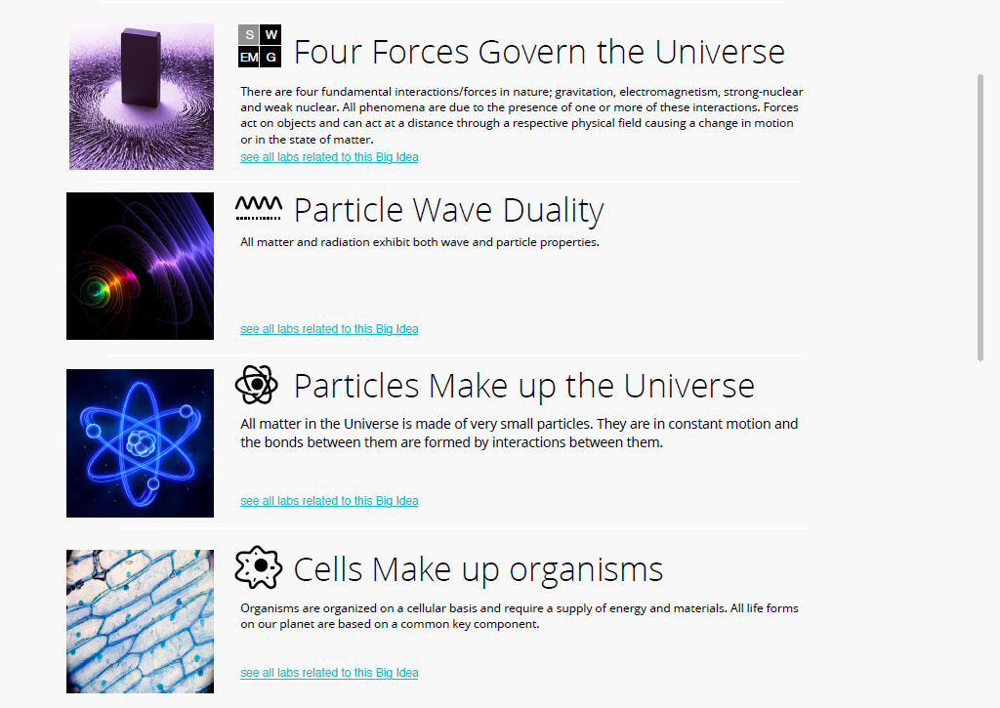 S W
EM G
Four Forces Govern the Universe
There are four fundamental interactions/forces in nature; gravitation, electromagnetism, strong-nuclear
and weak nuclear. All phenomena are due to the presence of one or more of these interactions. Forces
act on objects and can act at a distance through a respective physical field causing a change in motion
or in the state of matter.
see all labs related to this Big Idea
Particle Wave Duality
All matter and radiation exhibit both wave and particle properties.
see all labs related to this Big Idea
Particles Make up the Universe
All matter in the Universe is made of very small particles. They are in constant motion and
the bonds between them are formed by interactions between them.
see all labs related to this Big Idea
Cells Make up organisms
Organisms are organized on a cellular basis and require a supply of energy and materials. All life forms
on our planet are based on a common key component.
see all labs related to this Big Idea